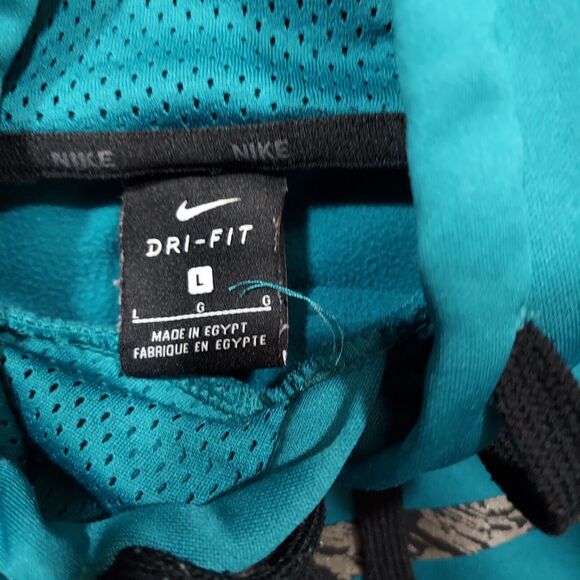 NIKE NIKE
DRI-FIT
L
L G G
MADE IN EGYPT
FABRIQUE EN EGYPTE